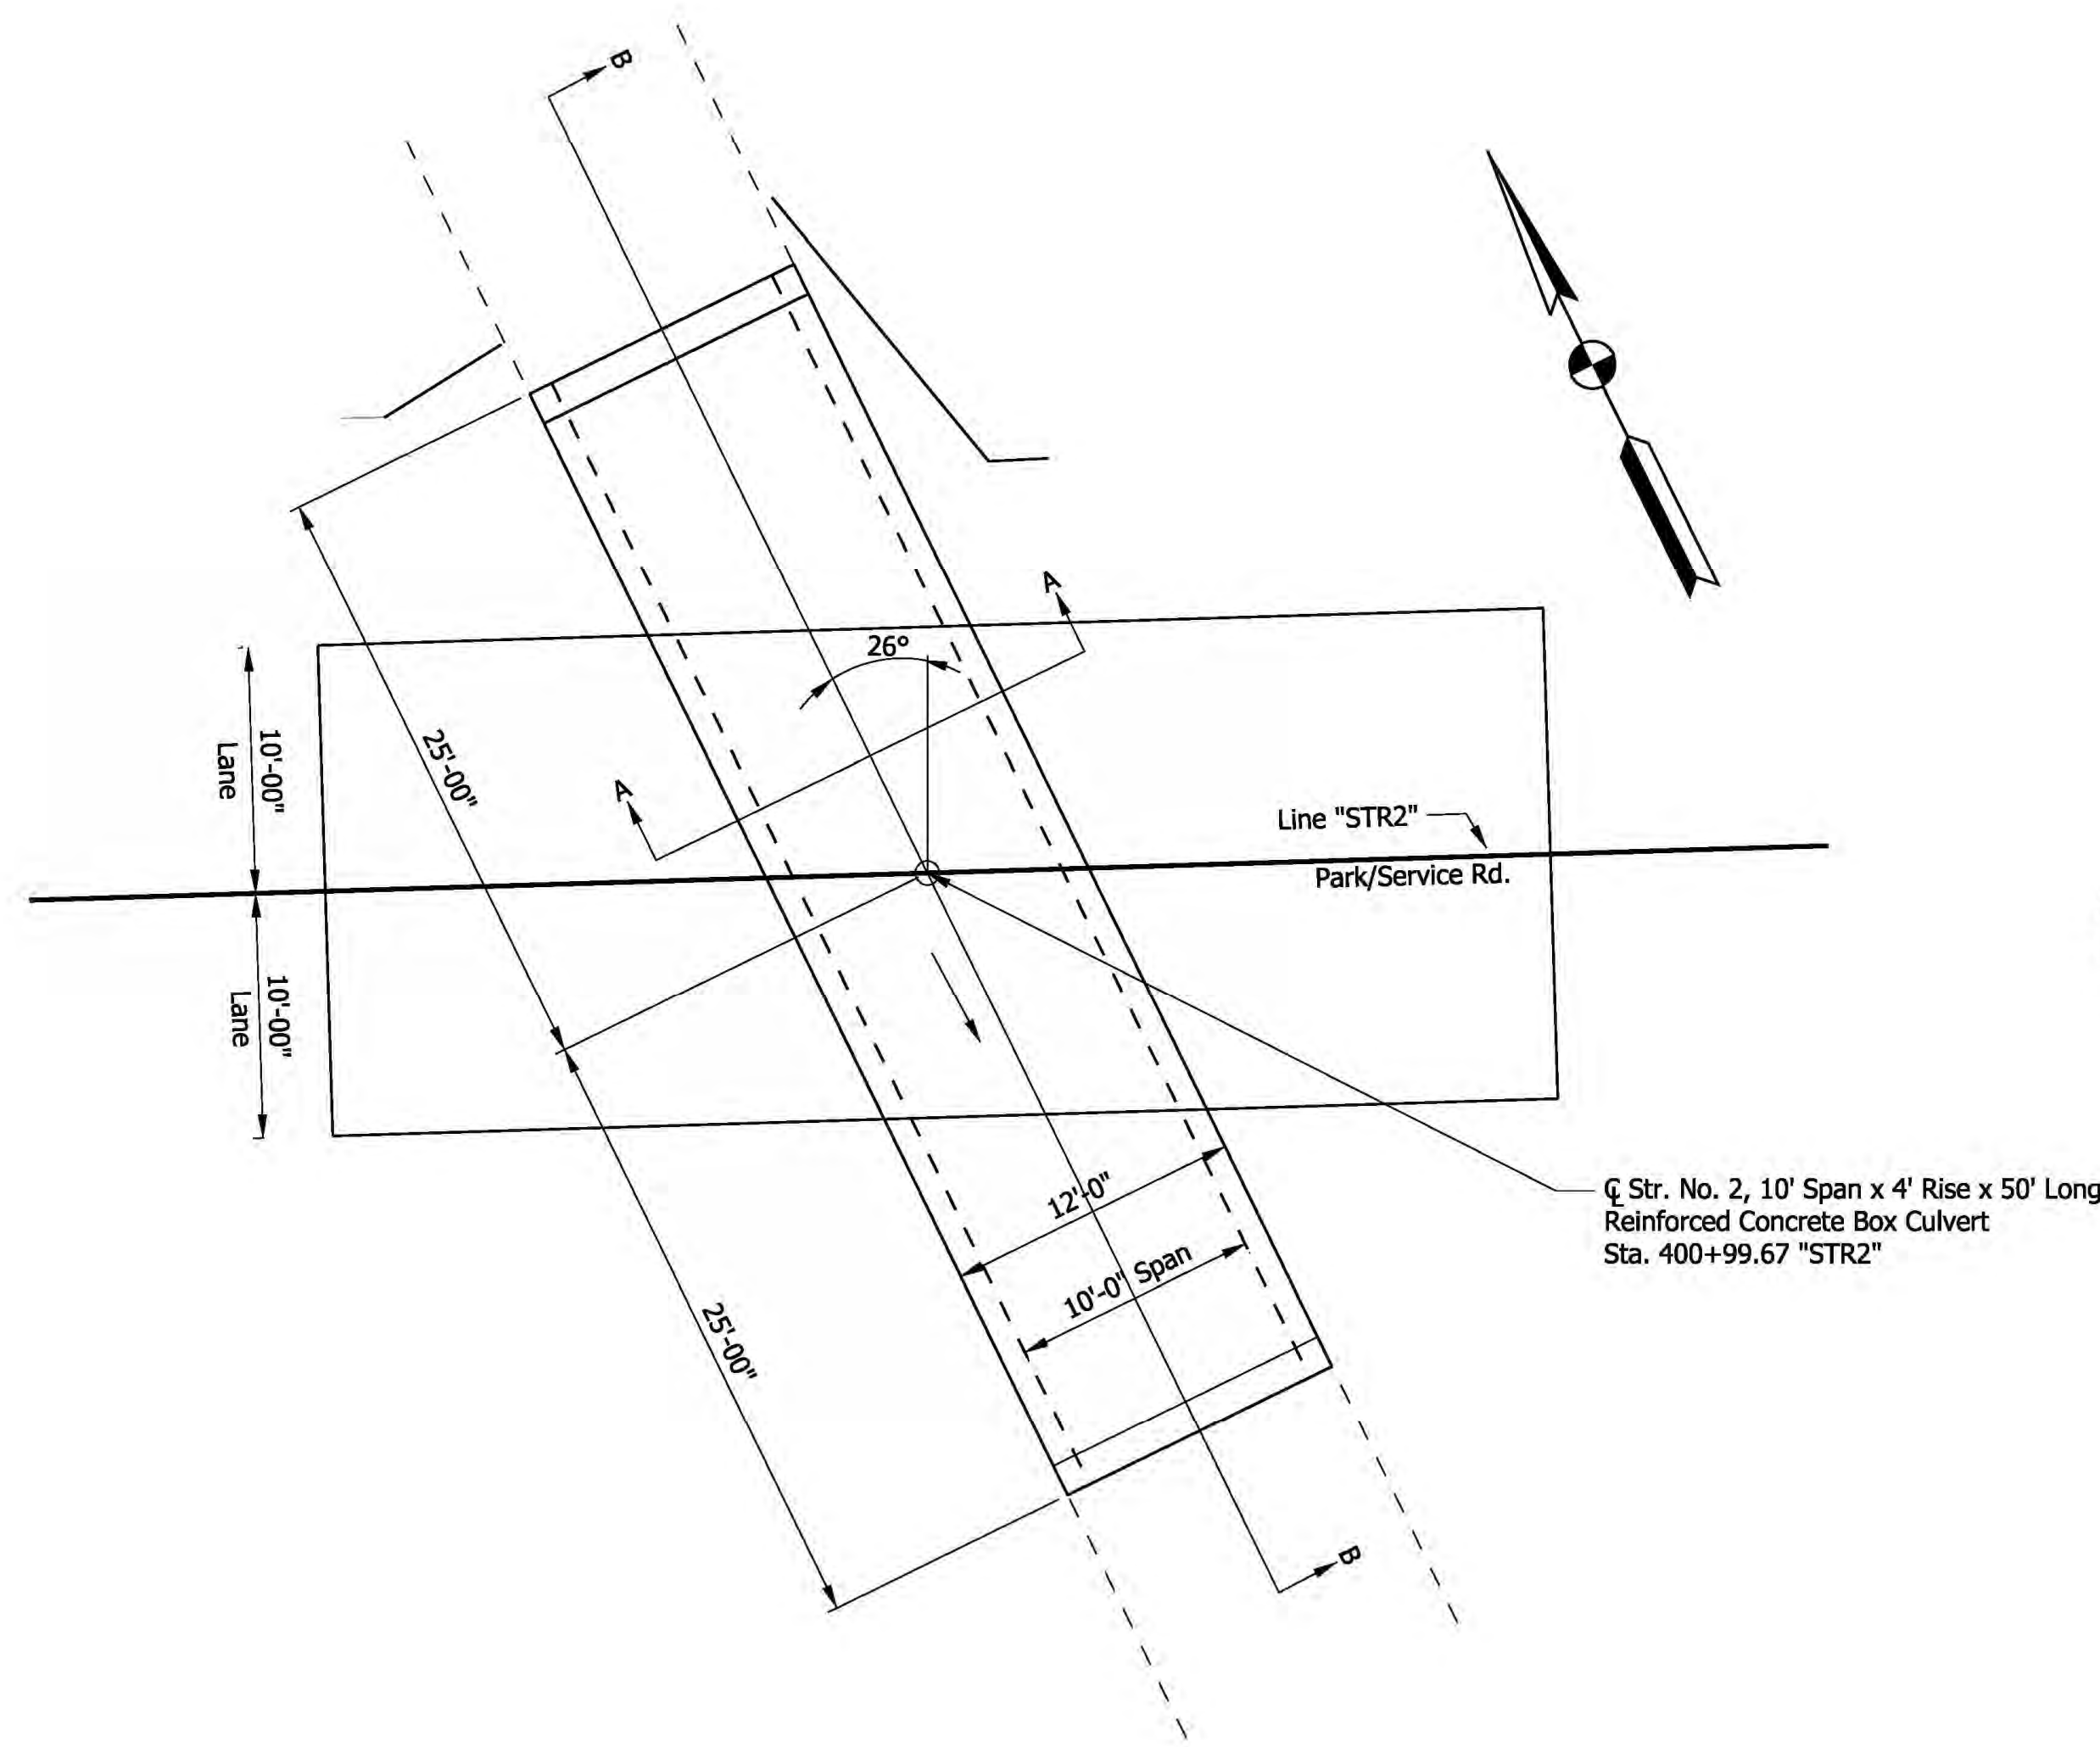 B
A
26°
10'-00"
Lane
25'-00"
A
Line "STR2"
Park/Service Rd.
10'-00"
Lane
12'-0"
10'-0" Span
25'-00"
℄ Str. No. 2, 10' Span x 4' Rise x 50' Long
Reinforced Concrete Box Culvert
Sta. 400+99.67 "STR2"
B